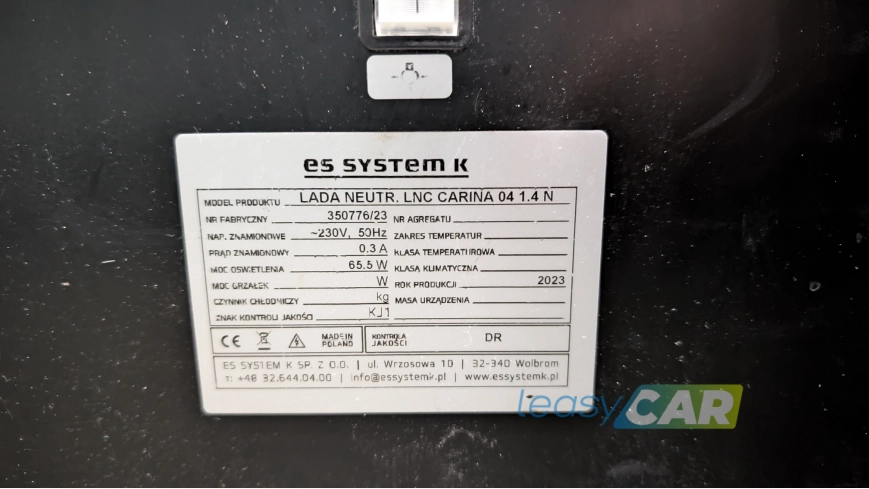 es system k
MODEL PRODUKTU LADA NEUTR. LNC CARINA 04 1.4 N
NR FABRYCZNY 350776/23 NR AGREGATU
NAP. ZNAMIONOWE ~230V, 50Hz ZAKRES TEMPERATUR
PRĄD ZNAMIONOWY 0.3 A KLASA TEMPERATUROWA
MOC OŚWIETLENIA 65.5 W KLASA KLIMATYCZNA
MOC GRZAŁEK W ROK PRODUKCJI 2023
CZYNNIK CHŁODNICZY kg MASA URZĄDZENIA
ZNAK KONTROLI JAKOŚCI KJ1
CE MADE IN POLAND KONTROLA JAKOŚCI DR
ES SYSTEM K SP. Z O.O. | ul. Wrzosowa 10 | 32-340 Wolbrom
T: +48 32.644.04.00 | info@essystemk.pl | www.essystemk.pl
leasyCAR